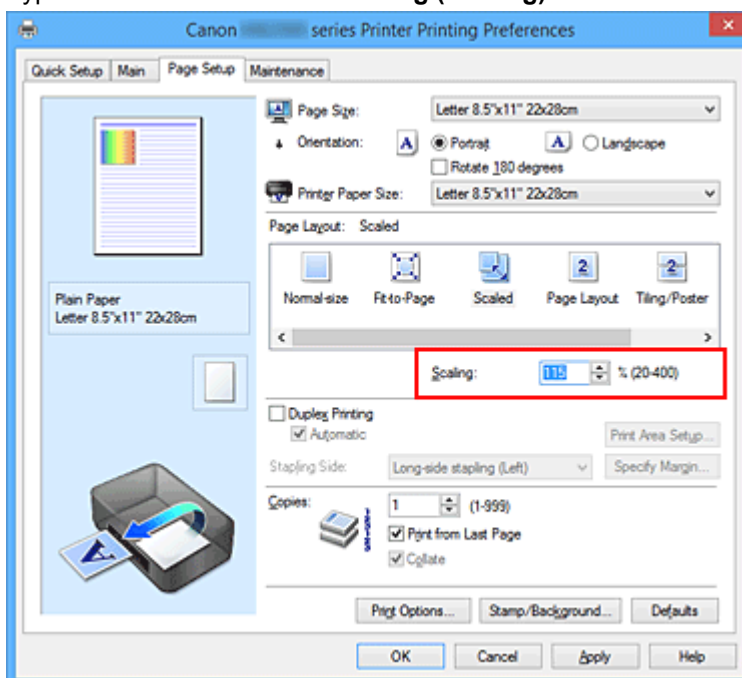 Canon series Printer Printing Preferences
Quick Setup Main Page Setup Maintenance
Page Size: Letter 8.5"x11" 22x28cm
Orientation: A Portrait A Landscape
Rotate 180 degrees
Printer Paper Size: Letter 8.5"x11" 22x28cm
Page Layout: Scaled
Normal-size Fit-to-Page Scaled Page Layout Tiling/Poster
Plain Paper
Letter 8.5"x11" 22x28cm
Scaling: 115 % (20-400)
Duplex Printing
Automatic
Print Area Setup...
Stapling Side: Long-side stapling (Left) Specify Margin...
Copies: 1 (1-999)
Print from Last Page
Collate
Print Options... Stamp/Background... Defaults
OK Cancel Apply Help